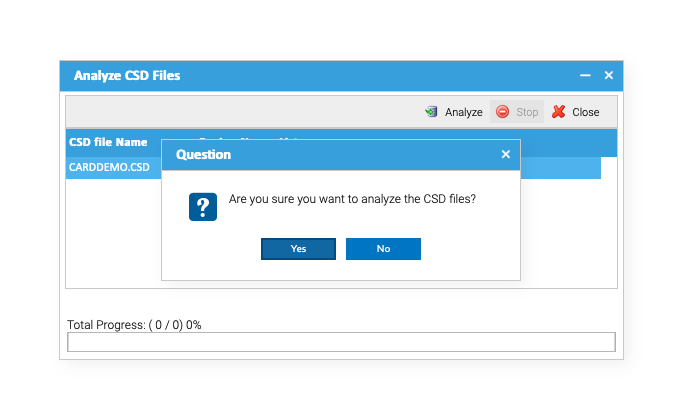 Analyze CSD Files
Analyze Stop Close
CSD file Name
CARDDEMO.CSD
Question
Are you sure you want to analyze the CSD files?
Yes No
Total Progress: ( 0 / 0) 0%